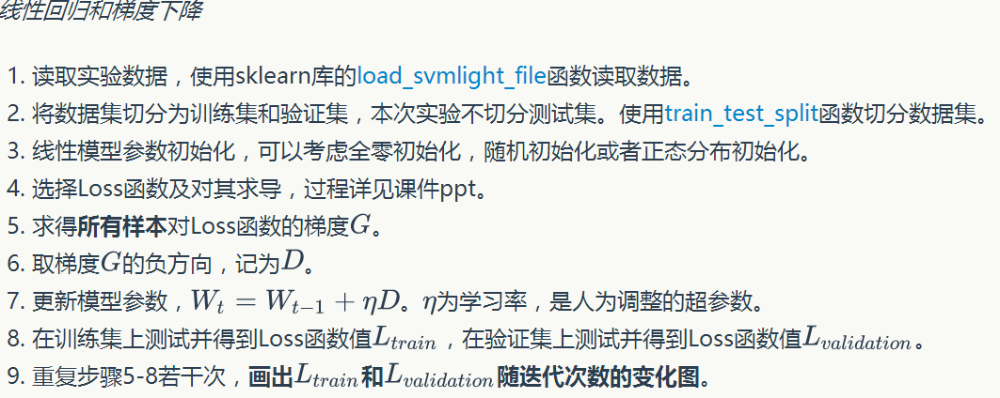 线性回归和梯度下降
1. 读取实验数据，使用sklearn库的load_svmlight_file函数读取数据。
2. 将数据集切分为训练集和验证集，本次实验不切分测试集。使用train_test_split函数切分数据集。
3. 线性模型参数初始化，可以考虑全零初始化，随机初始化或者正态分布初始化。
4. 选择Loss函数及对其求导，过程详见课件ppt。
5. 求得所有样本对Loss函数的梯度G。
6. 取梯度G的负方向，记为D。
7. 更新模型参数，W_t = W_{t−1} + ηD。η为学习率，是人为调整的超参数。
8. 在训练集上测试并得到Loss函数值L_{train}，在验证集上测试并得到Loss函数值L_{validation}。
9. 重复步骤5-8若干次，画出L_{train}和L_{validation}随迭代次数的变化图。